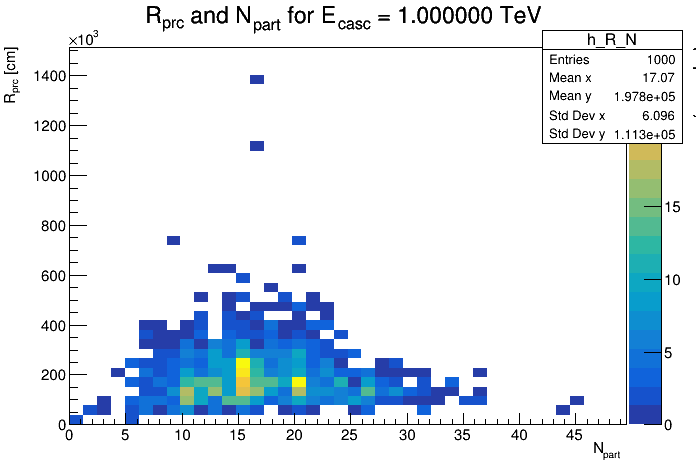 R_prc and N_part for E_casc = 1.000000 TeV
×10³
R_prc [cm]
h_R_N
Entries 1000
Mean x 17.07
Mean y 1.978e+05
Std Dev x 6.096
Std Dev y 1.113e+05
1400
1200
1000
800
600
400
200
0
15
10
5
0
0 5 10 15 20 25 30 35 40 45
N_part